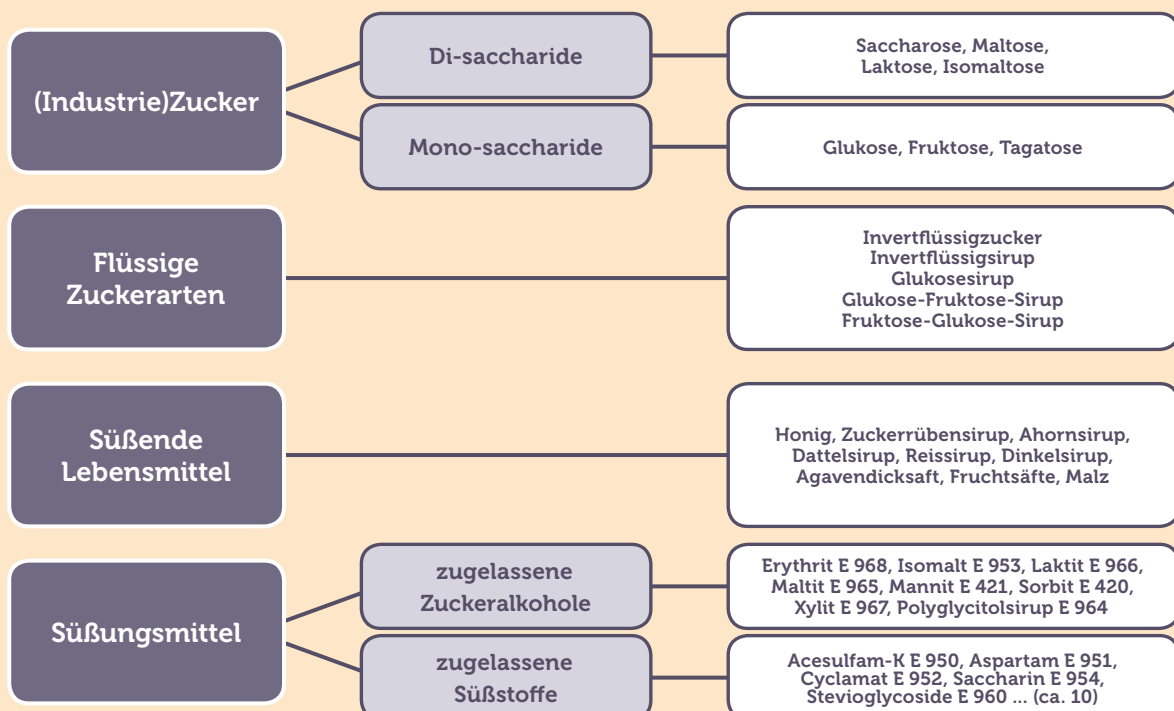 (Industrie)Zucker
Di-saccharide
Saccharose, Maltose,
Laktose, Isomaltose
Mono-saccharide
Glukose, Fruktose, Tagatose
Flüssige
Zuckerarten
Invertflüssigzucker
Invertflüssigsirup
Glukosesirup
Glukose-Fruktose-Sirup
Fruktose-Glukose-Sirup
Süßende
Lebensmittel
Honig, Zuckerrübensirup, Ahornsirup,
Dattelsirup, Reissirup, Dinkelsirup,
Agavendicksaft, Fruchtsäfte, Malz
Süßungsmittel
zugelassene
Zuckeralkohole
Erythrit E 968, Isomalt E 953, Laktit E 966,
Maltit E 965, Mannit E 421, Sorbit E 420,
Xylit E 967, Polyglycitolsirup E 964
zugelassene
Süßstoffe
Acesulfam-K E 950, Aspartam E 951,
Cyclamat E 952, Saccharin E 954,
Stevioglycoside E 960 ... (ca. 10)